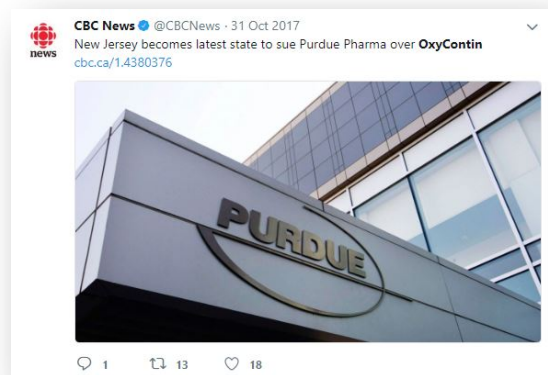 CBC News @CBCNews · 31 Oct 2017
New Jersey becomes latest state to sue Purdue Pharma over OxyContin
cbc.ca/1.4380376
news
PURDUE
1 13 18